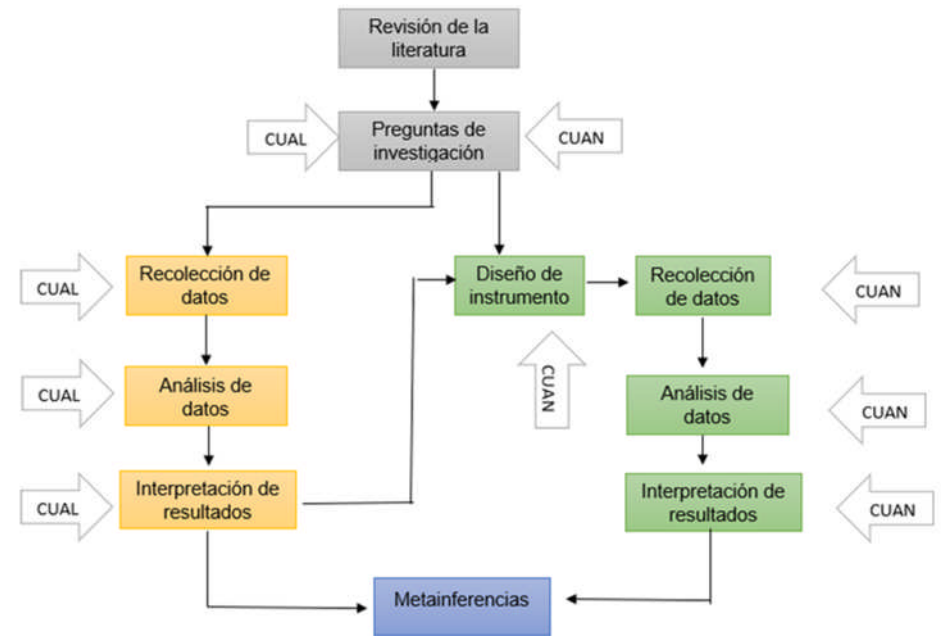 Revisión de la
literatura
CUAL
Preguntas de
investigación
CUAN
CUAL
Recolección de
datos
Diseño de
instrumento
Recolección
de datos
CUAN
CUAL
Análisis de
datos
CUAN
Análisis de
datos
CUAN
CUAL
Interpretación de
resultados
Interpretación de
resultados
CUAN
Metainferencias